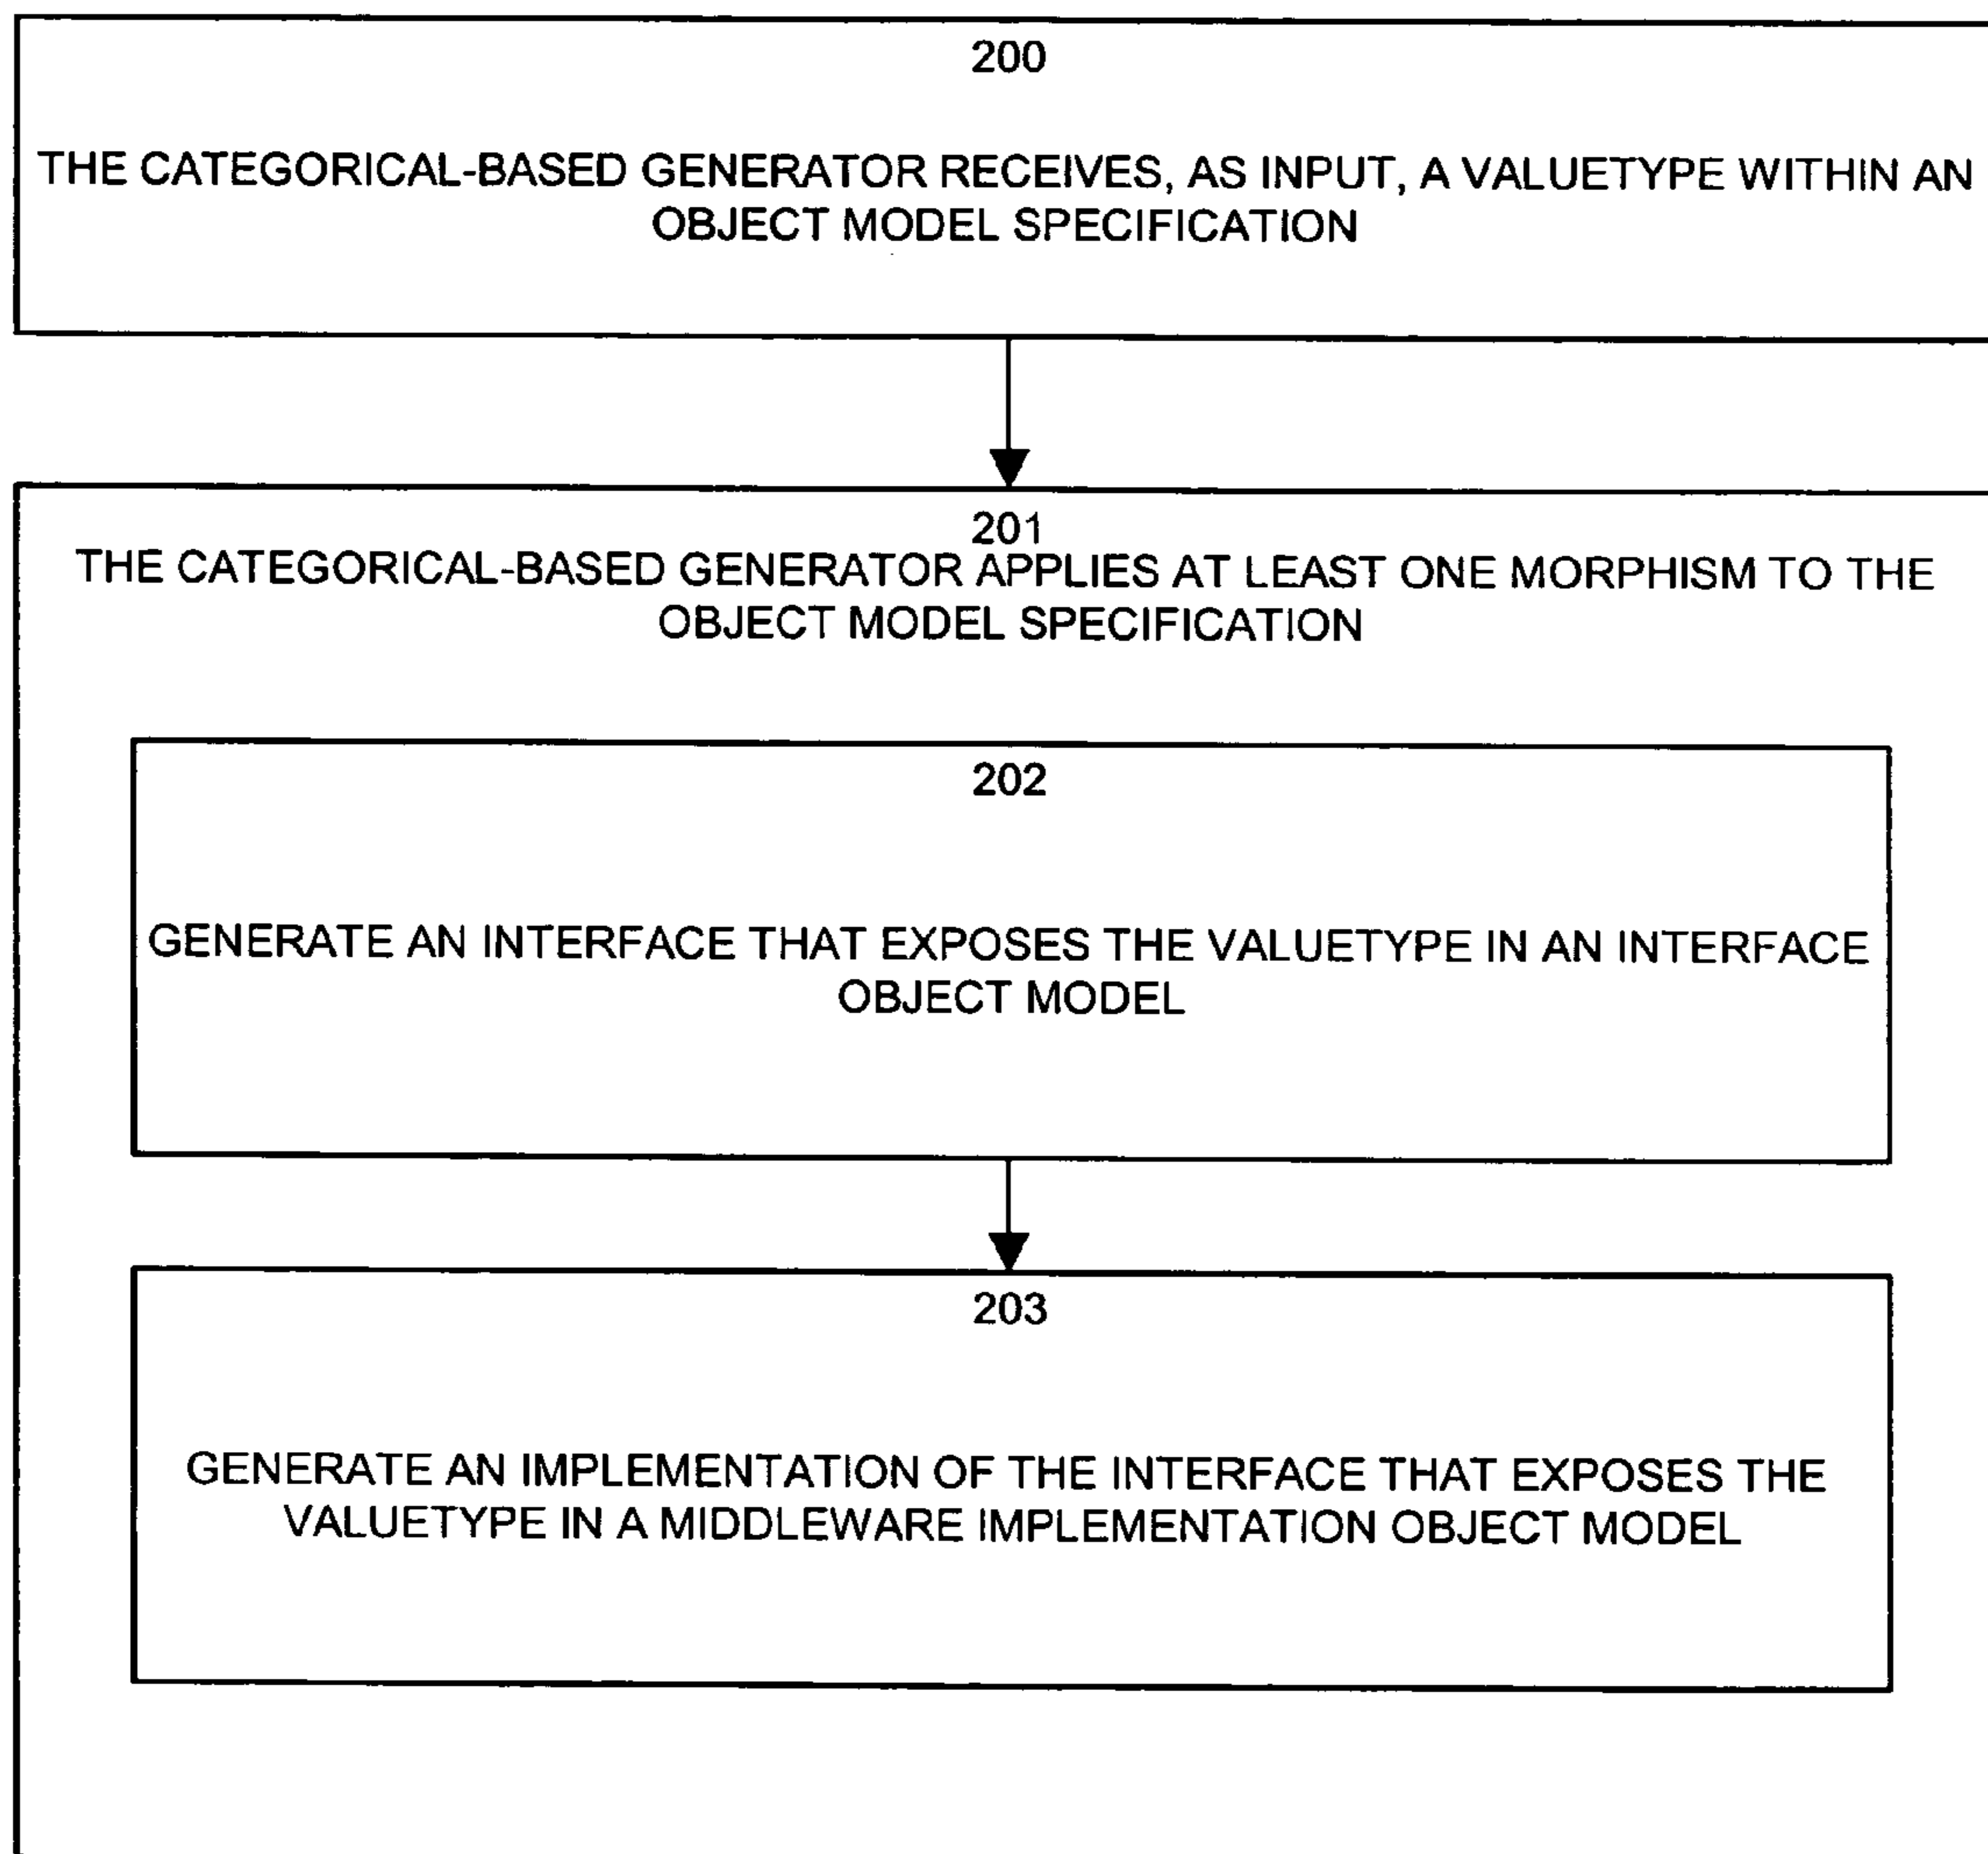 200
THE CATEGORICAL-BASED GENERATOR RECEIVES, AS INPUT, A VALUETYPE WITHIN AN
OBJECT MODEL SPECIFICATION
201
THE CATEGORICAL-BASED GENERATOR APPLIES AT LEAST ONE MORPHISM TO THE
OBJECT MODEL SPECIFICATION
202
GENERATE AN INTERFACE THAT EXPOSES THE VALUETYPE IN AN INTERFACE
OBJECT MODEL
203
GENERATE AN IMPLEMENTATION OF THE INTERFACE THAT EXPOSES THE
VALUETYPE IN A MIDDLEWARE IMPLEMENTATION OBJECT MODEL